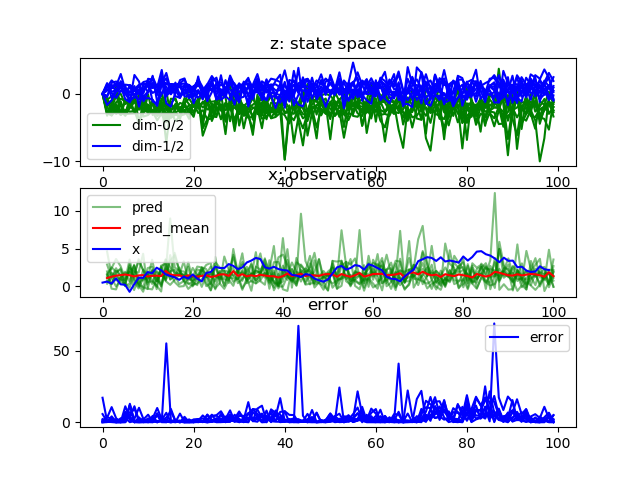 z: state space
0
−10
dim-0/2
dim-1/2
0 20 40 60 80 100
x: observation
10
5
0
pred
pred_mean
x
0 20 40 60 80 100
error
50
0
error
0 20 40 60 80 100